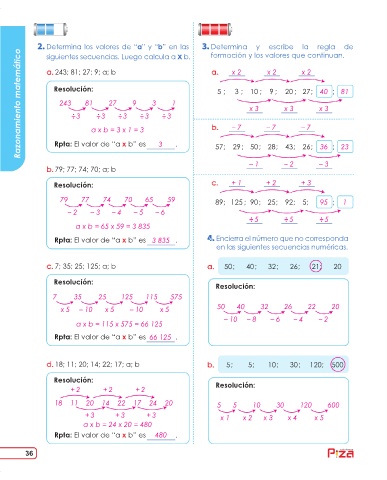 Razonamiento matemático
2. Determina los valores de "a" y "b" en las siguientes secuencias. Luego calcula a x b.
a. 243; 81; 27; 9; a; b
Resolución:
243 81 27 9 3 1
÷3 ÷3 ÷3 ÷3 ÷3
a x b = 3 x 1 = 3
Rpta: El valor de "a x b" es 3 .
b. 79; 77; 74; 70; a; b
Resolución:
79 77 74 70 65 59
– 2 – 3 – 4 – 5 – 6
a x b = 65 x 59 = 3 835
Rpta: El valor de "a x b" es 3 835 .
c. 7; 35; 25; 125; a; b
Resolución:
7 35 25 125 115 575
x 5 – 10 x 5 – 10 x 5
a x b = 115 x 575 = 66 125
Rpta: El valor de "a x b" es 66 125 .
d. 18; 11; 20; 14; 22; 17; a; b
Resolución:
+ 2 + 2 + 2
18 11 20 14 22 17 24 20
+ 3 + 3 + 3
a x b = 24 x 20 = 480
Rpta: El valor de "a x b" es 480 .
3. Determina y escribe la regla de formación y los valores que continuan.
a. x 2 x 2 x 2
5 ; 3 ; 10; 9 ; 20; 27; 40 ; 81
x 3 x 3 x 3
b. – 7 – 7 – 7
57; 29; 50; 28; 43; 26; 36 ; 23
– 1 – 2 – 3
c. + 1 + 2 + 3
89; 125; 90; 25; 92; 5; 95 ; 1
÷ 5 ÷ 5 ÷ 5
4. Encierra el número que no corresponda en las siguientes secuencias numéricas.
a. 50; 40; 32; 26; 21; 20
Resolución:
50 40 32 26 22 20
– 10 – 8 – 6 – 4 – 2
b. 5; 5; 10; 30; 120; 500
Resolución:
5 5 10 30 120 600
x 1 x 2 x 3 x 4 x 5
36
Pizá